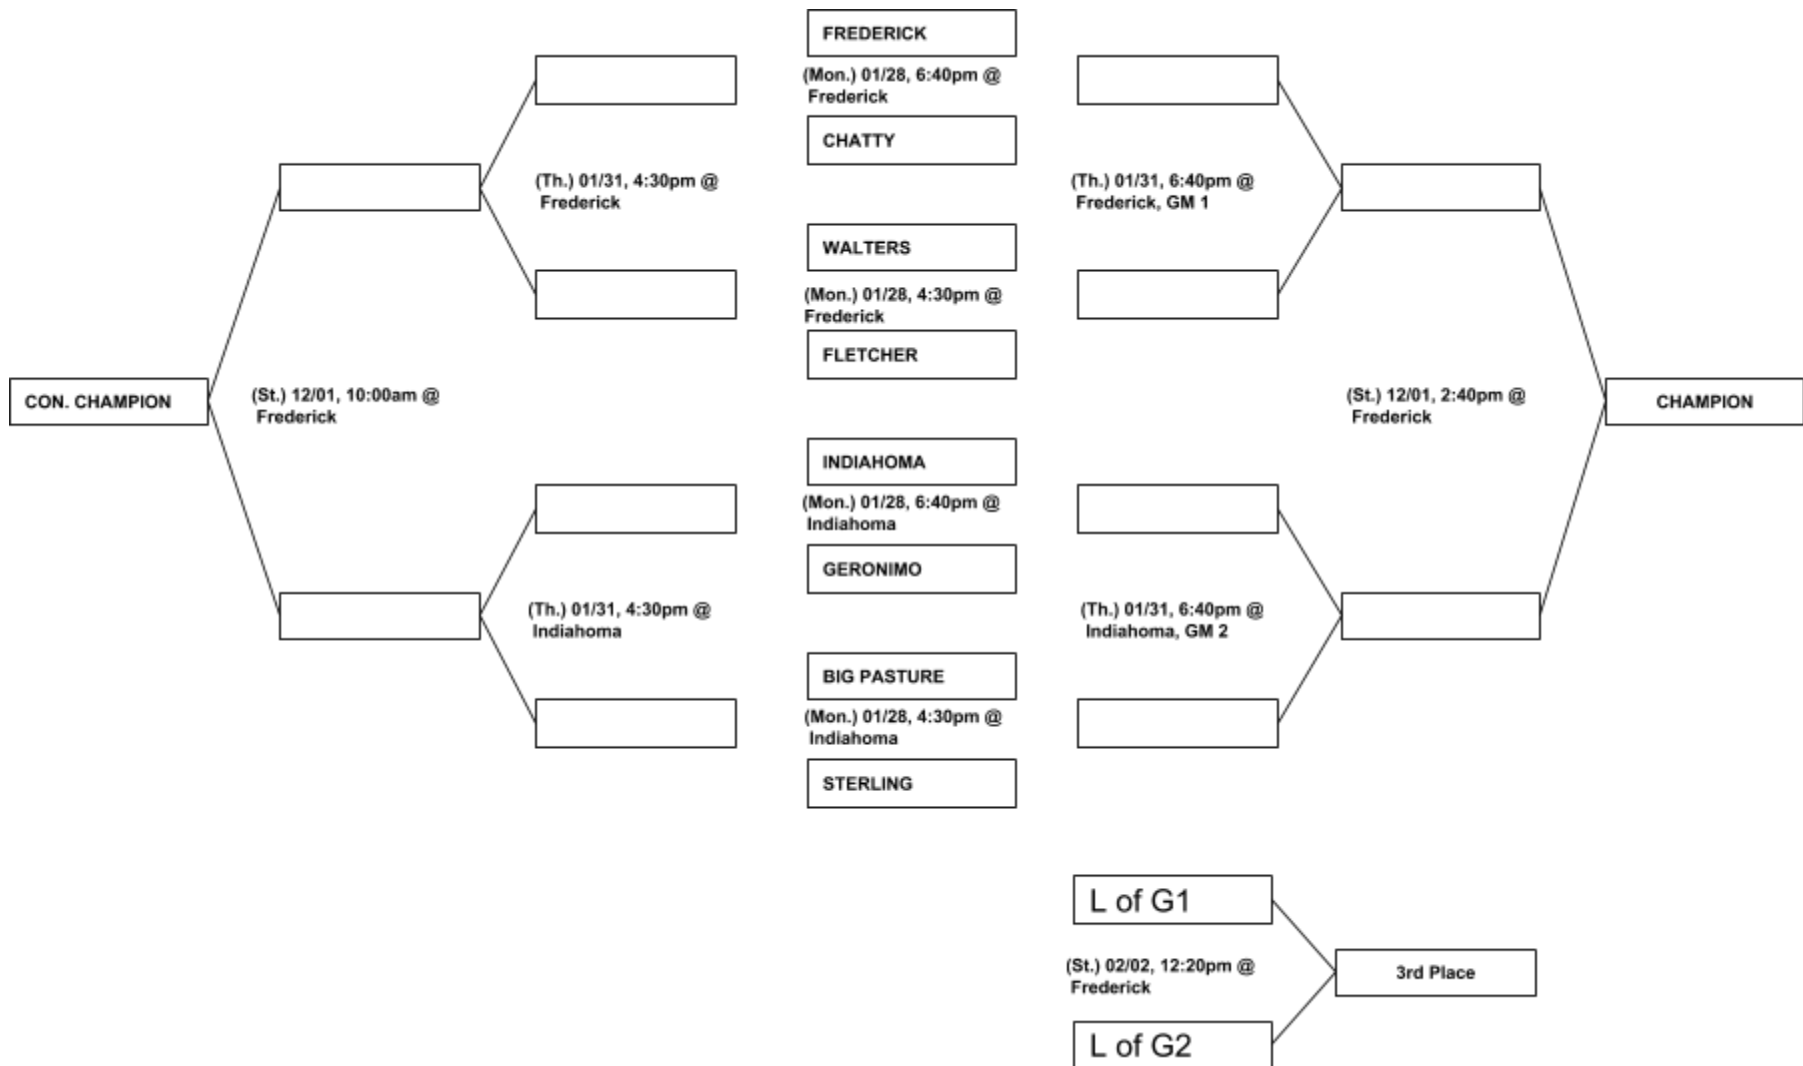 FREDERICK
(Mon.) 01/28, 6:40pm @
Frederick
CHATTY
(Th.) 01/31, 4:30pm @
Frederick
(Th.) 01/31, 6:40pm @
Frederick, GM 1
WALTERS
(Mon.) 01/28, 4:30pm @
Frederick
FLETCHER
CON. CHAMPION
(St.) 12/01, 10:00am @
Frederick
(St.) 12/01, 2:40pm @
Frederick
CHAMPION
INDIAHOMA
(Mon.) 01/28, 6:40pm @
Indiahoma
GERONIMO
(Th.) 01/31, 4:30pm @
Indiahoma
(Th.) 01/31, 6:40pm @
Indiahoma, GM 2
BIG PASTURE
(Mon.) 01/28, 4:30pm @
Indiahoma
STERLING
L of G1
(St.) 02/02, 12:20pm @
Frederick
3rd Place
L of G2